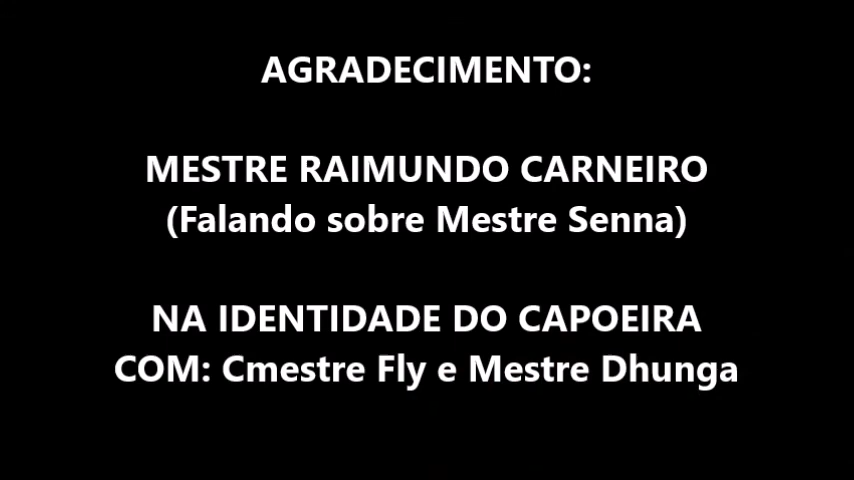 AGRADECIMENTO:
MESTRE RAIMUNDO CARNEIRO
(Falando sobre Mestre Senna)
NA IDENTIDADE DO CAPOEIRA
COM: Cmestre Fly e Mestre Dhunga